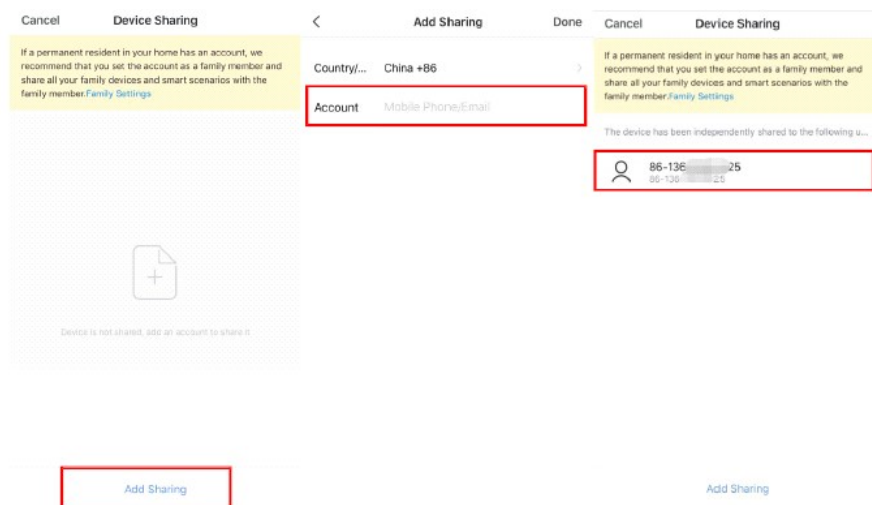 Cancel Device Sharing
If a permanent resident in your home has an account, we
recommend that you set the account as a family member and
share all your family devices and smart scenarios with the
family member.Family Settings
Device is not shared, add an account to share it
Add Sharing
Add Sharing Done
Country/... China +86
Account Mobile Phone/Email
Cancel Device Sharing
If a permanent resident in your home has an account, we
recommend that you set the account as a family member and
share all your family devices and smart scenarios with the
family member.Family Settings
The device has been independently shared to the following u...
86-136 25
86-136 25
Add Sharing